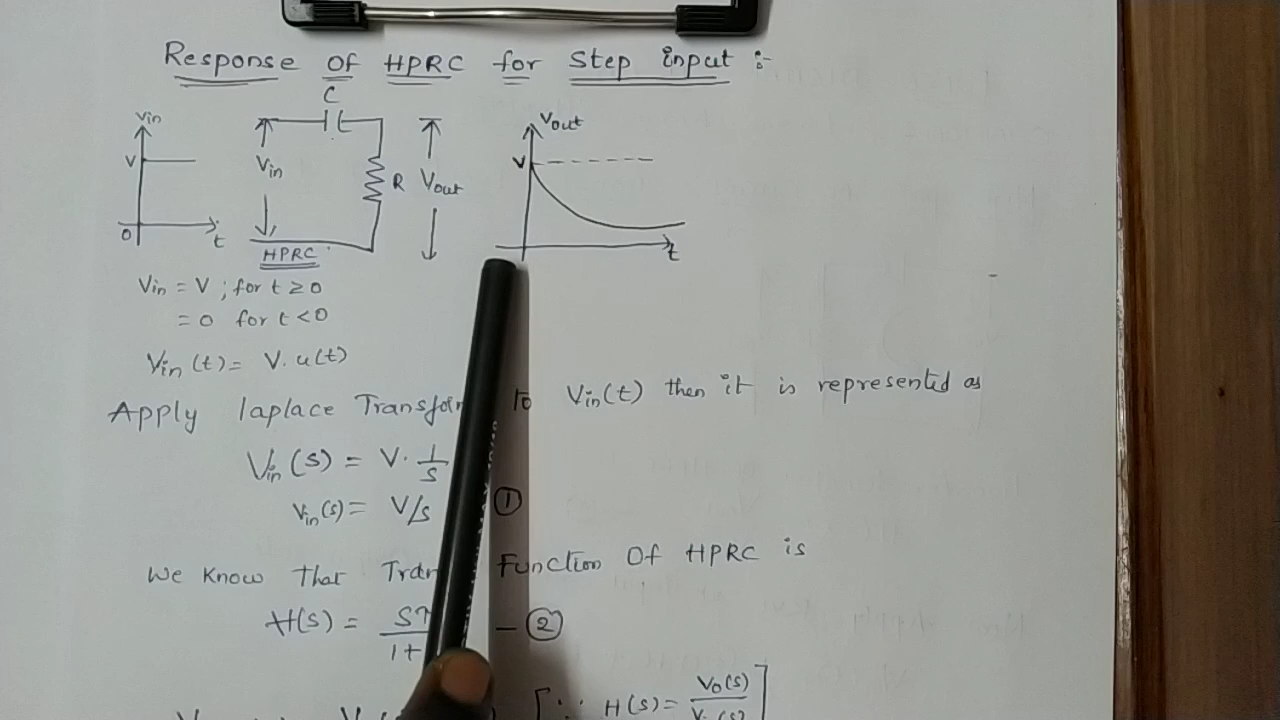 Response Of HPRC for Step input :-
Vin
V
0
t
C
Vin
R
Vout
HPRC
Vout
V
t
Vin = V ; for t ≥ 0
= 0 for t < 0
Vin (t) = V. u(t)
Apply laplace to Vin(t) then it is represented as
Vin (s) = V. 1/s
Vin (s) = V/s ①
We Know That Function Of HPRC is
H(s) = — ②
[∵ H(s) = Vo(s)/